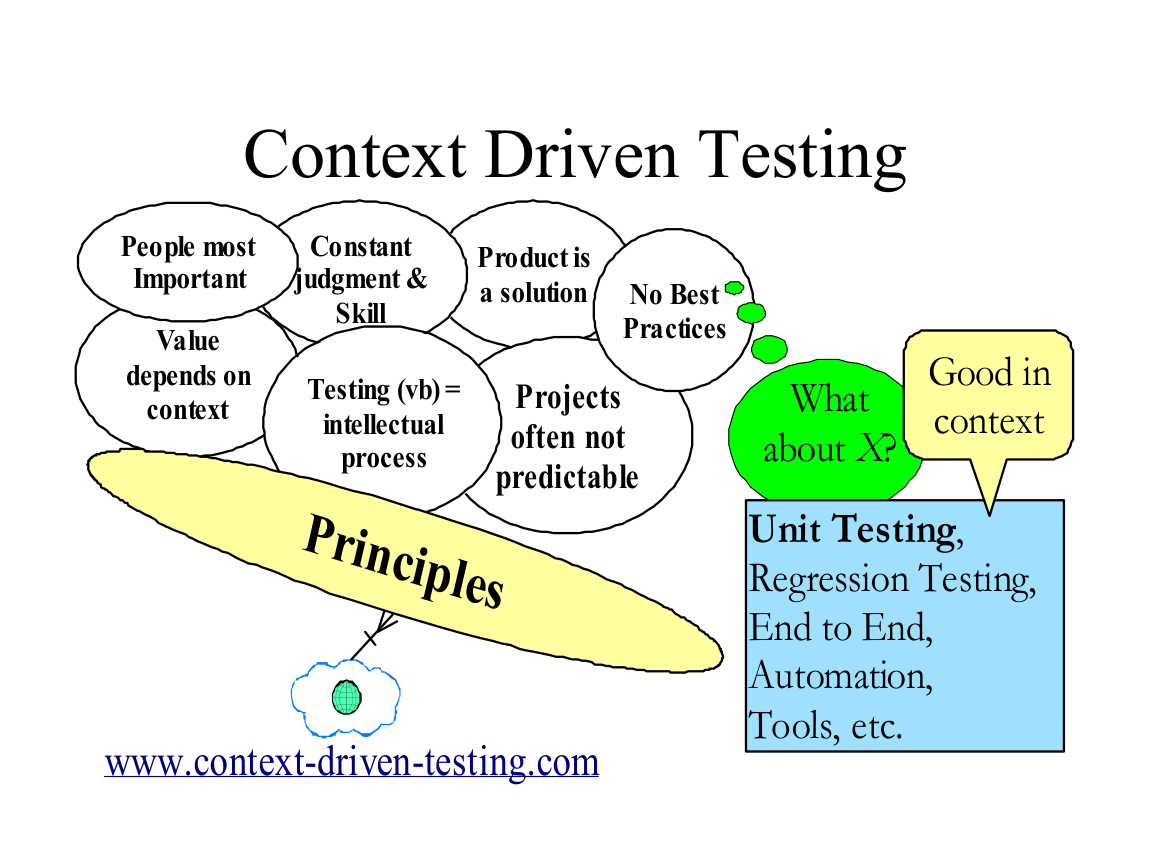 Context Driven Testing
People most
Important
Constant
judgment &
Skill
Product is
a solution
No Best
Practices
Value
depends on
context
Testing (vb) =
intellectual
process
Projects
often not
predictable
What
about X?
Good in
context
Principles
Unit Testing,
Regression Testing,
End to End,
Automation,
Tools, etc.
www.context-driven-testing.com